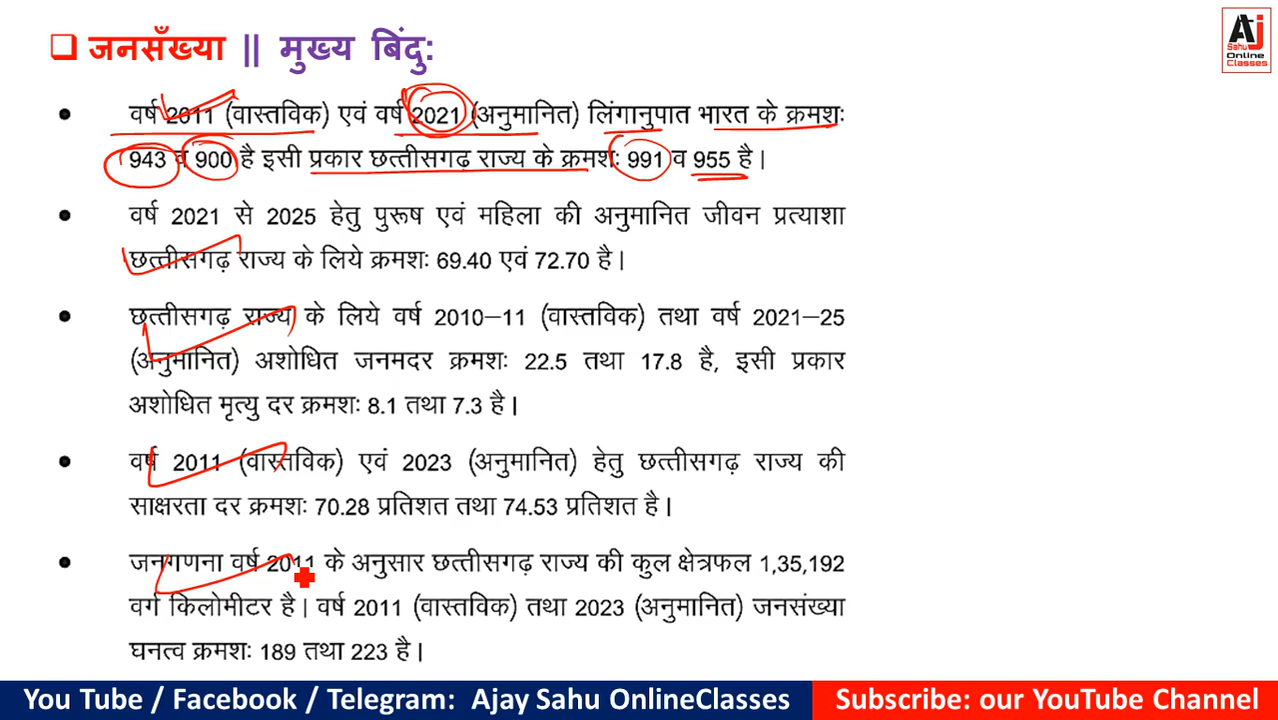 ❑ जनसँख्या || मुख्य बिंदु:
Aj
Sahu
Online
Classes
• वर्ष 2011 (वास्तविक) एवं वर्ष 2021 (अनुमानित) लिंगानुपात भारत के क्रमशः
943 व 900 है इसी प्रकार छत्तीसगढ़ राज्य के क्रमशः 991 व 955 है।
• वर्ष 2021 से 2025 हेतु पुरूष एवं महिला की अनुमानित जीवन प्रत्याशा
छत्तीसगढ़ राज्य के लिये क्रमशः 69.40 एवं 72.70 है।
• छत्तीसगढ़ राज्य के लिये वर्ष 2010–11 (वास्तविक) तथा वर्ष 2021–25
(अनुमानित) अशोधित जनमदर क्रमशः 22.5 तथा 17.8 है, इसी प्रकार
अशोधित मृत्यु दर क्रमशः 8.1 तथा 7.3 है।
• वर्ष 2011 (वास्तविक) एवं 2023 (अनुमानित) हेतु छत्तीसगढ़ राज्य की
साक्षरता दर क्रमशः 70.28 प्रतिशत तथा 74.53 प्रतिशत है।
• जनगणना वर्ष 2011 के अनुसार छत्तीसगढ़ राज्य की कुल क्षेत्रफल 1,35,192
वर्ग किलोमीटर है। वर्ष 2011 (वास्तविक) तथा 2023 (अनुमानित) जनसंख्या
घनत्व क्रमशः 189 तथा 223 है।
You Tube / Facebook / Telegram: Ajay Sahu OnlineClasses
Subscribe: our YouTube Channel